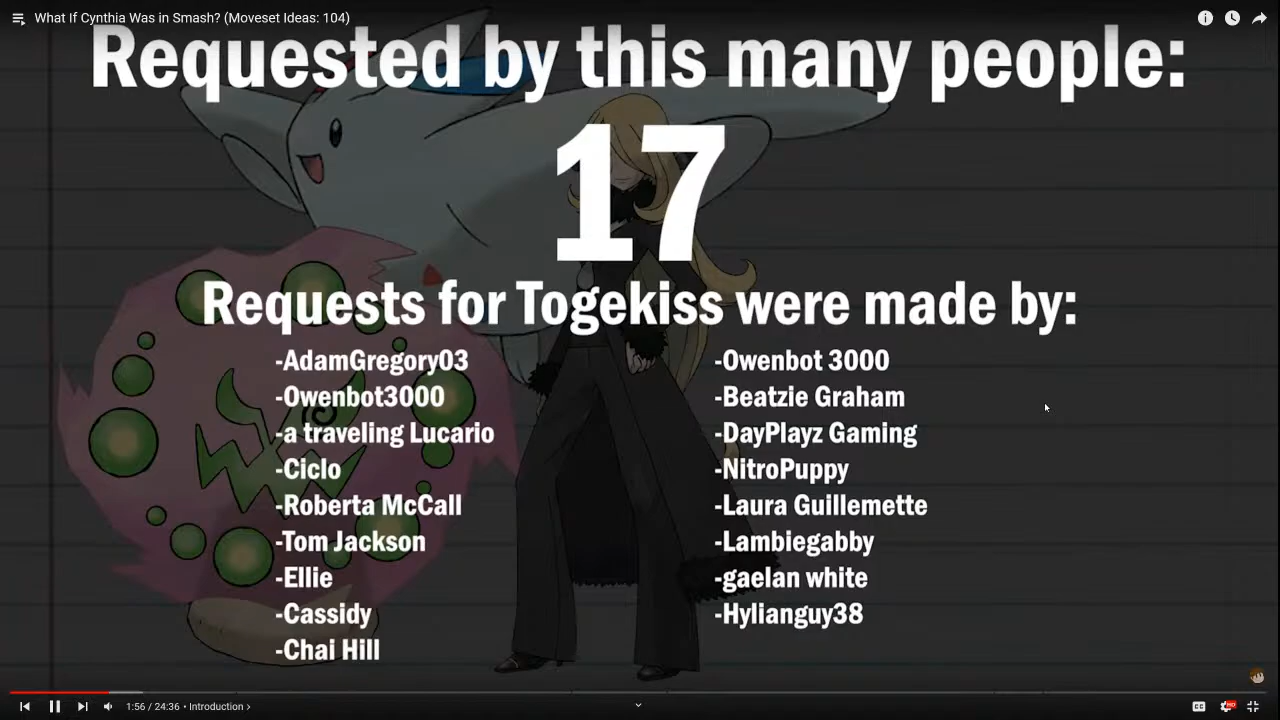 What If Cynthia Was in Smash? (Moveset Ideas: 104)
Requested by this many people:
17
Requests for Togekiss were made by:
-AdamGregory03
-Owenbot3000
-a traveling Lucario
-Ciclo
-Roberta McCall
-Tom Jackson
-Ellie
-Cassidy
-Chai Hill
-Owenbot 3000
-Beatzie Graham
-DayPlayz Gaming
-NitroPuppy
-Laura Guillemette
-Lambiegabby
-gaelan white
-Hylianguy38
1:56 / 24:36 • Introduction ›
CC
HD